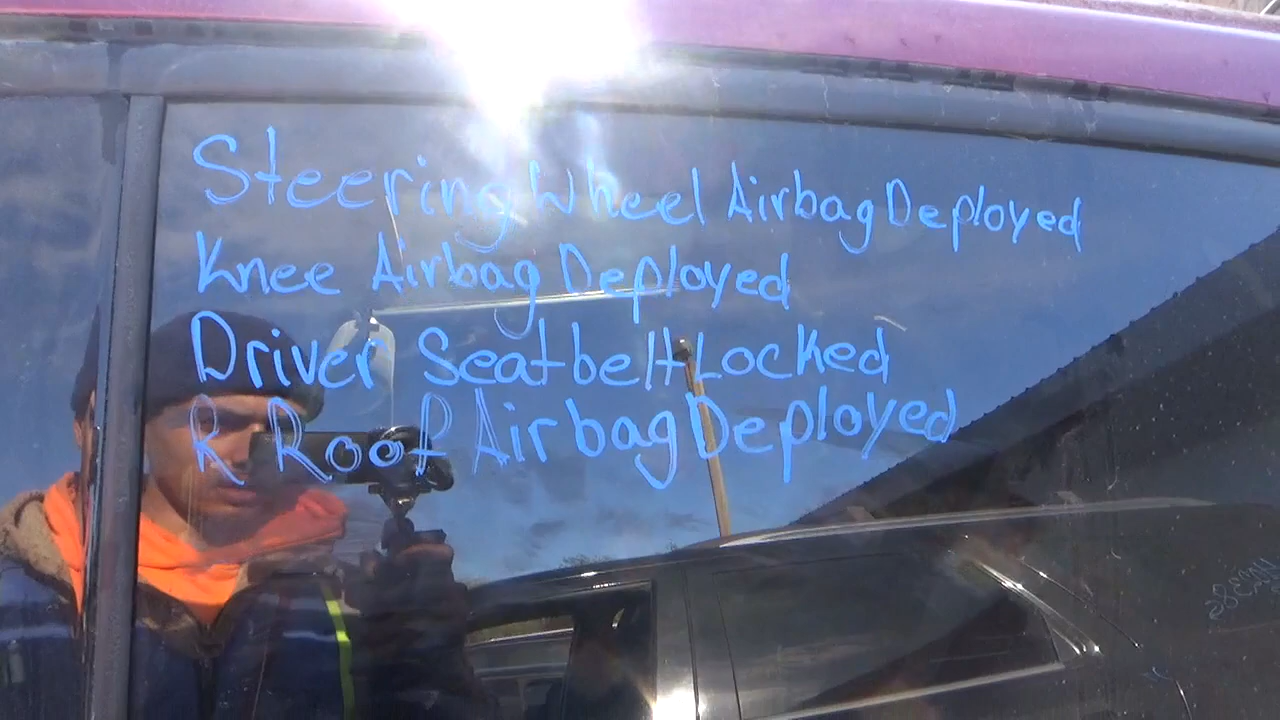 Steering Wheel Airbag Deployed
Knee Airbag Deployed
Driver Seatbelt Locked
R Roof Airbag Deployed